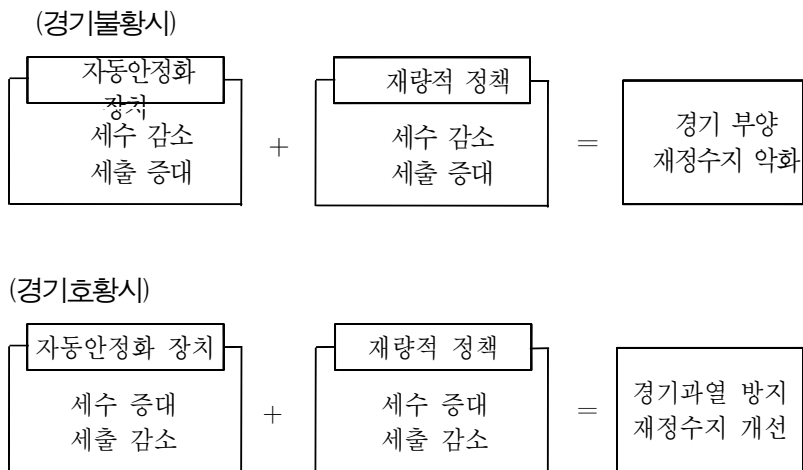 (경기불황시)
자동안정화 재량적 정책
장치
세수 감소 + 세수 감소 = 경기 부양
세출 증대 세출 증대 재정수지 악화
(경기호황시)
자동안정화 장치 재량적 정책
세수 증대 + 세수 증대 = 경기과열 방지
세출 감소 세출 감소 재정수지 개선